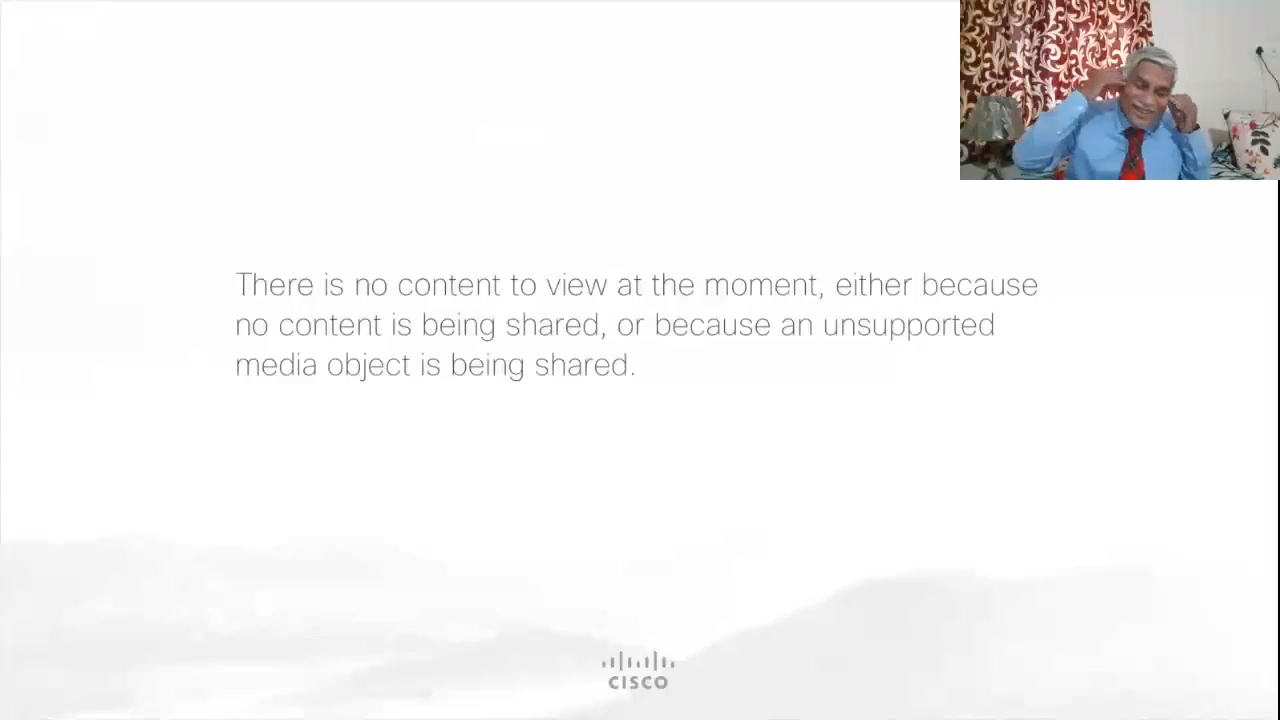 There is no content to view at the moment, either because
no content is being shared, or because an unsupported
media object is being shared.
CISCO